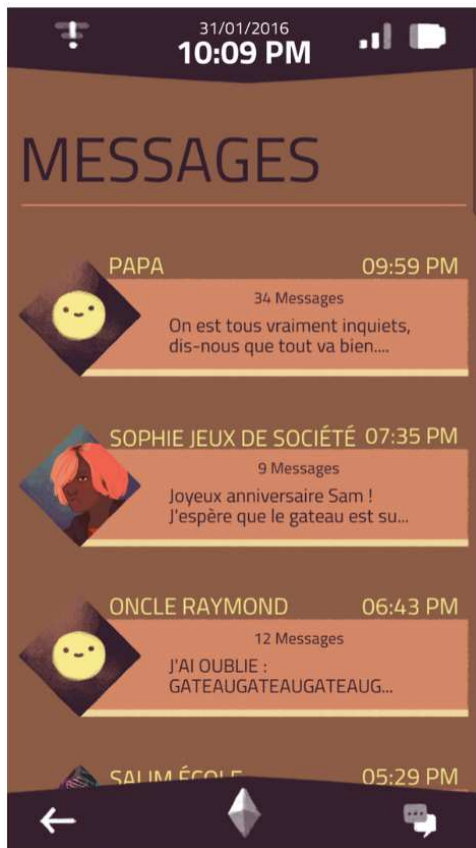 31/01/2016
10:09 PM
MESSAGES
PAPA 09:59 PM
34 Messages
On est tous vraiment inquiets,
dis-nous que tout va bien....
SOPHIE JEUX DE SOCIÉTÉ 07:35 PM
9 Messages
Joyeux anniversaire Sam !
J'espère que le gateau est su...
ONCLE RAYMOND 06:43 PM
12 Messages
J'AI OUBLIE :
GATEAUGATEAUGATEAUG...
SALIM ÉCOLE 05:29 PM